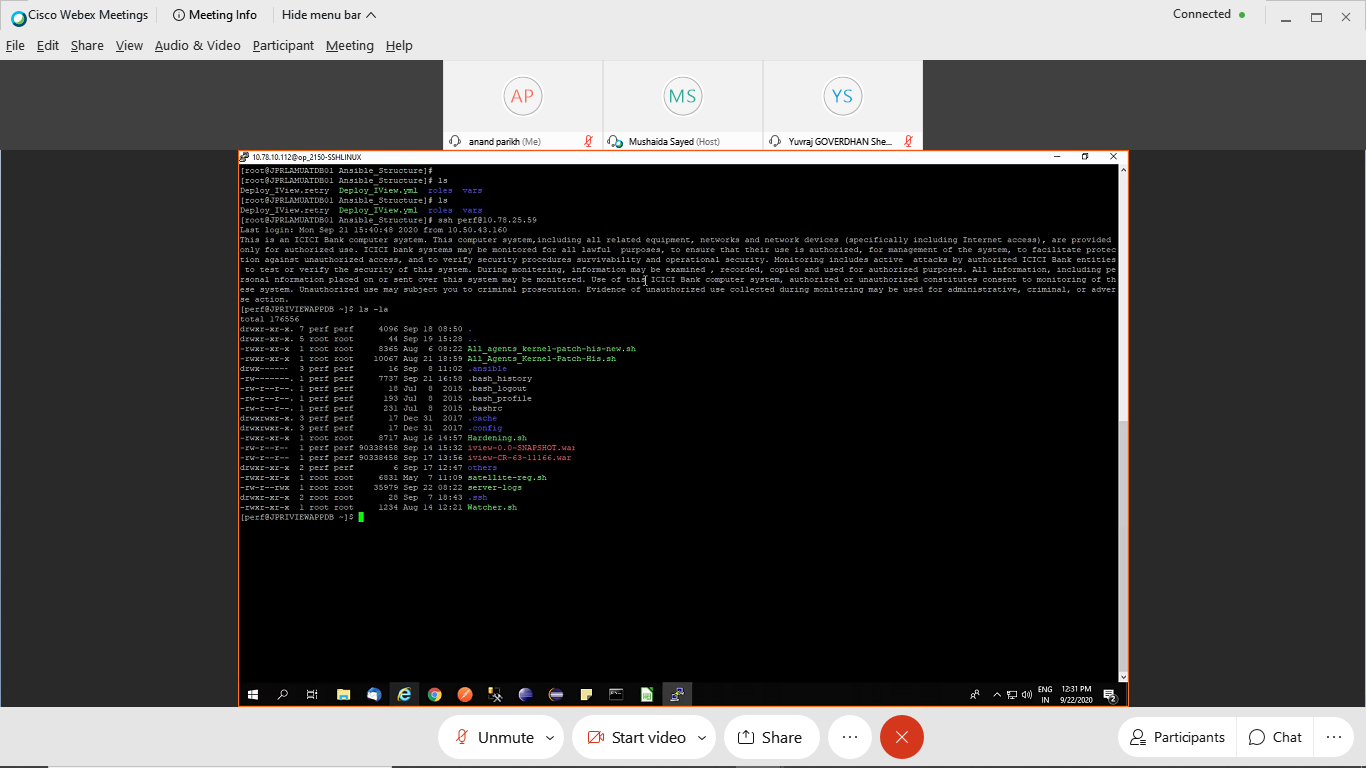 Cisco Webex Meetings
Meeting Info
Hide menu bar
Connected
File Edit Share View Audio & Video Participant Meeting Help
AP
MS
YS
anand parikh (Me)
Mushaida Sayed (Host)
Yuvraj GOVERDHAN She...
10.78.10.112@op_2150-SSHLINUX
[root@JPRLAMUATDB01 Ansible_Structure]#
[root@JPRLAMUATDB01 Ansible_Structure]# ls
Deploy_IView.retry Deploy_IView.yml roles vars
[root@JPRLAMUATDB01 Ansible_Structure]# ls
Deploy_IView.retry Deploy_IView.yml roles vars
[root@JPRLAMUATDB01 Ansible_Structure]# ssh perf@10.78.25.59
Last login: Mon Sep 21 15:40:48 2020 from 10.50.43.160
This is an ICICI Bank computer system. This computer system,including all related equipment, networks and network devices (specifically including Internet access), are provided
only for authorized use. ICICI bank systems may be monitored for all lawful purposes, to ensure that their use is authorized, for management of the system, to facilitate protec
tion against unauthorized access, and to verify security procedures survivability and operational security. Monitoring includes active attacks by authorized ICICI Bank entities
to test or verify the security of this system. During monitoring, information may be examined , recorded, copied and used for authorized purposes. All information, including pe
rsonal nformation placed on or sent over this system may be monitered. Use of this ICICI Bank computer system, authorized or unauthorized constitutes consent to monitoring of th
ese system. Unauthorized use may subject you to criminal prosecution. Evidence of unauthorized use collected during monitering may be used for administrative, criminal, or adver
se action.
[perf@JPRIVIEWAPPDB ~]$ ls -la
total 176556
drwxr-xr-x. 7 perf perf 4096 Sep 18 08:50 .
drwxr-xr-x. 5 root root 44 Sep 19 15:28 ..
-rwxr-xr-x 1 root root 8365 Aug 6 08:22 All_agents_kernel-patch-his-new.sh
-rwxr-xr-x 1 root root 10067 Aug 21 18:59 All_Agents_Kernel-Patch-His.sh
drwx------ 3 perf perf 16 Sep 8 11:02 .ansible
-rw-------. 1 perf perf 7737 Sep 21 16:58 .bash_history
-rw-r--r--. 1 perf perf 18 Jul 8 2015 .bash_logout
-rw-r--r--. 1 perf perf 193 Jul 8 2015 .bash_profile
-rw-r--r--. 1 perf perf 231 Jul 8 2015 .bashrc
drwxrwxr-x. 3 perf perf 17 Dec 31 2017 .cache
drwxrwxr-x. 3 perf perf 17 Dec 31 2017 .config
-rwxr-xr-x 1 root root 8717 Aug 16 14:57 Hardening.sh
-rw-r--r-- 1 perf perf 90338458 Sep 14 15:32 iview-0.0-SNAPSHOT.war
-rw-r--r-- 1 perf perf 90338458 Sep 17 13:56 iview-CR-63-11166.war
drwxr-xr-x 2 perf perf 6 Sep 17 12:47 others
-rwxr-xr-x 1 root root 6831 May 7 11:09 satellite-reg.sh
-rw-r--rwx 1 root root 35979 Sep 22 08:22 server-logs
drwxr-xr-x 2 root root 28 Sep 7 18:43 .ssh
-rwxr-xr-x 1 root root 1234 Aug 14 12:21 Watcher.sh
[perf@JPRIVIEWAPPDB ~]$
ENG
IN
12:31 PM
9/22/2020
2
Unmute
Start video
Share
Participants
Chat